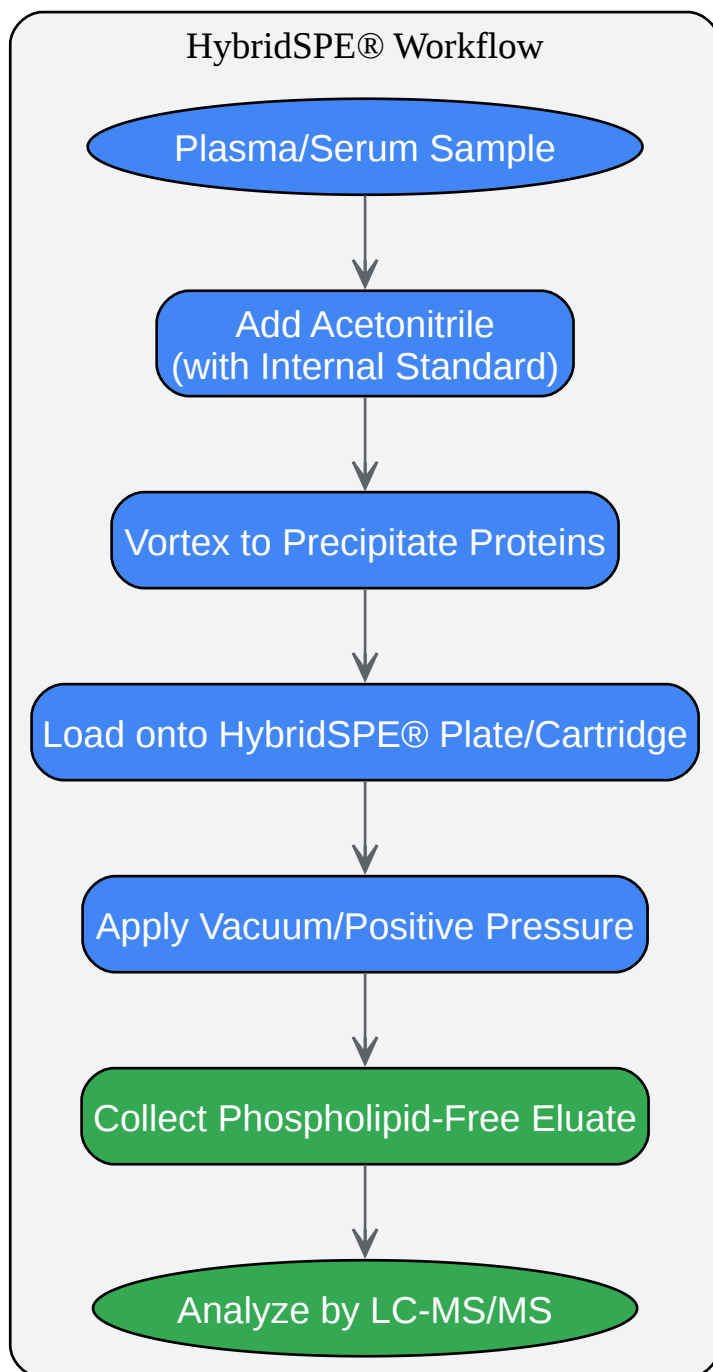 HybridSPE® Workflow
Plasma/Serum Sample
Add Acetonitrile
(with Internal Standard)
Vortex to Precipitate Proteins
Load onto HybridSPE® Plate/Cartridge
Apply Vacuum/Positive Pressure
Collect Phospholipid-Free Eluate
Analyze by LC-MS/MS